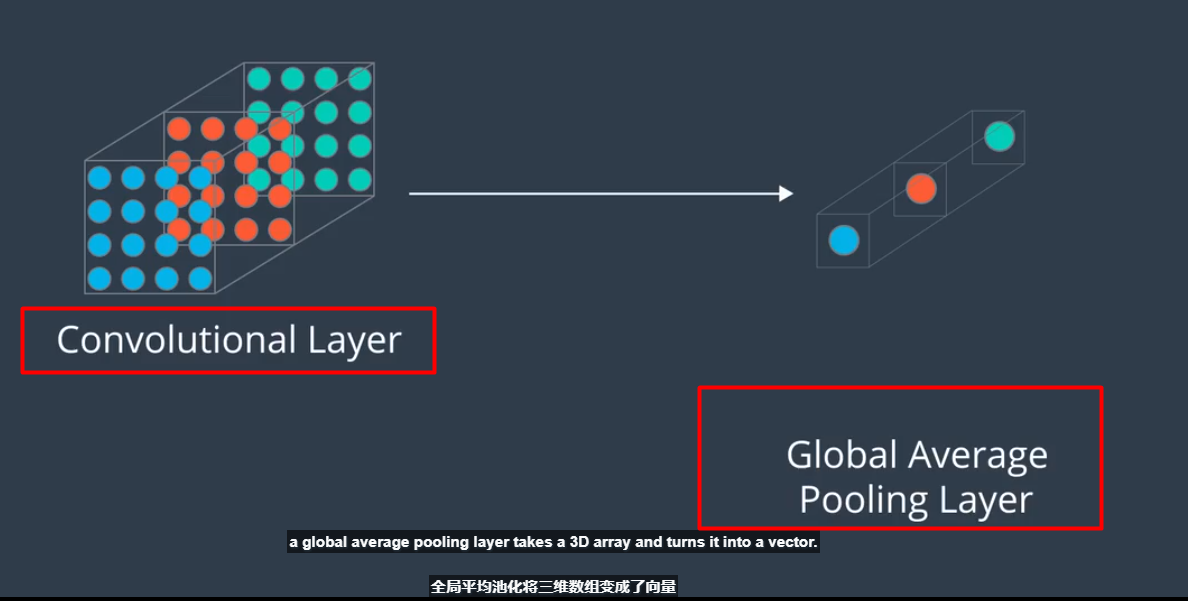 Convolutional Layer
Global Average
Pooling Layer
a global average pooling layer takes a 3D array and turns it into a vector.
全局平均池化将三维数组变成了向量